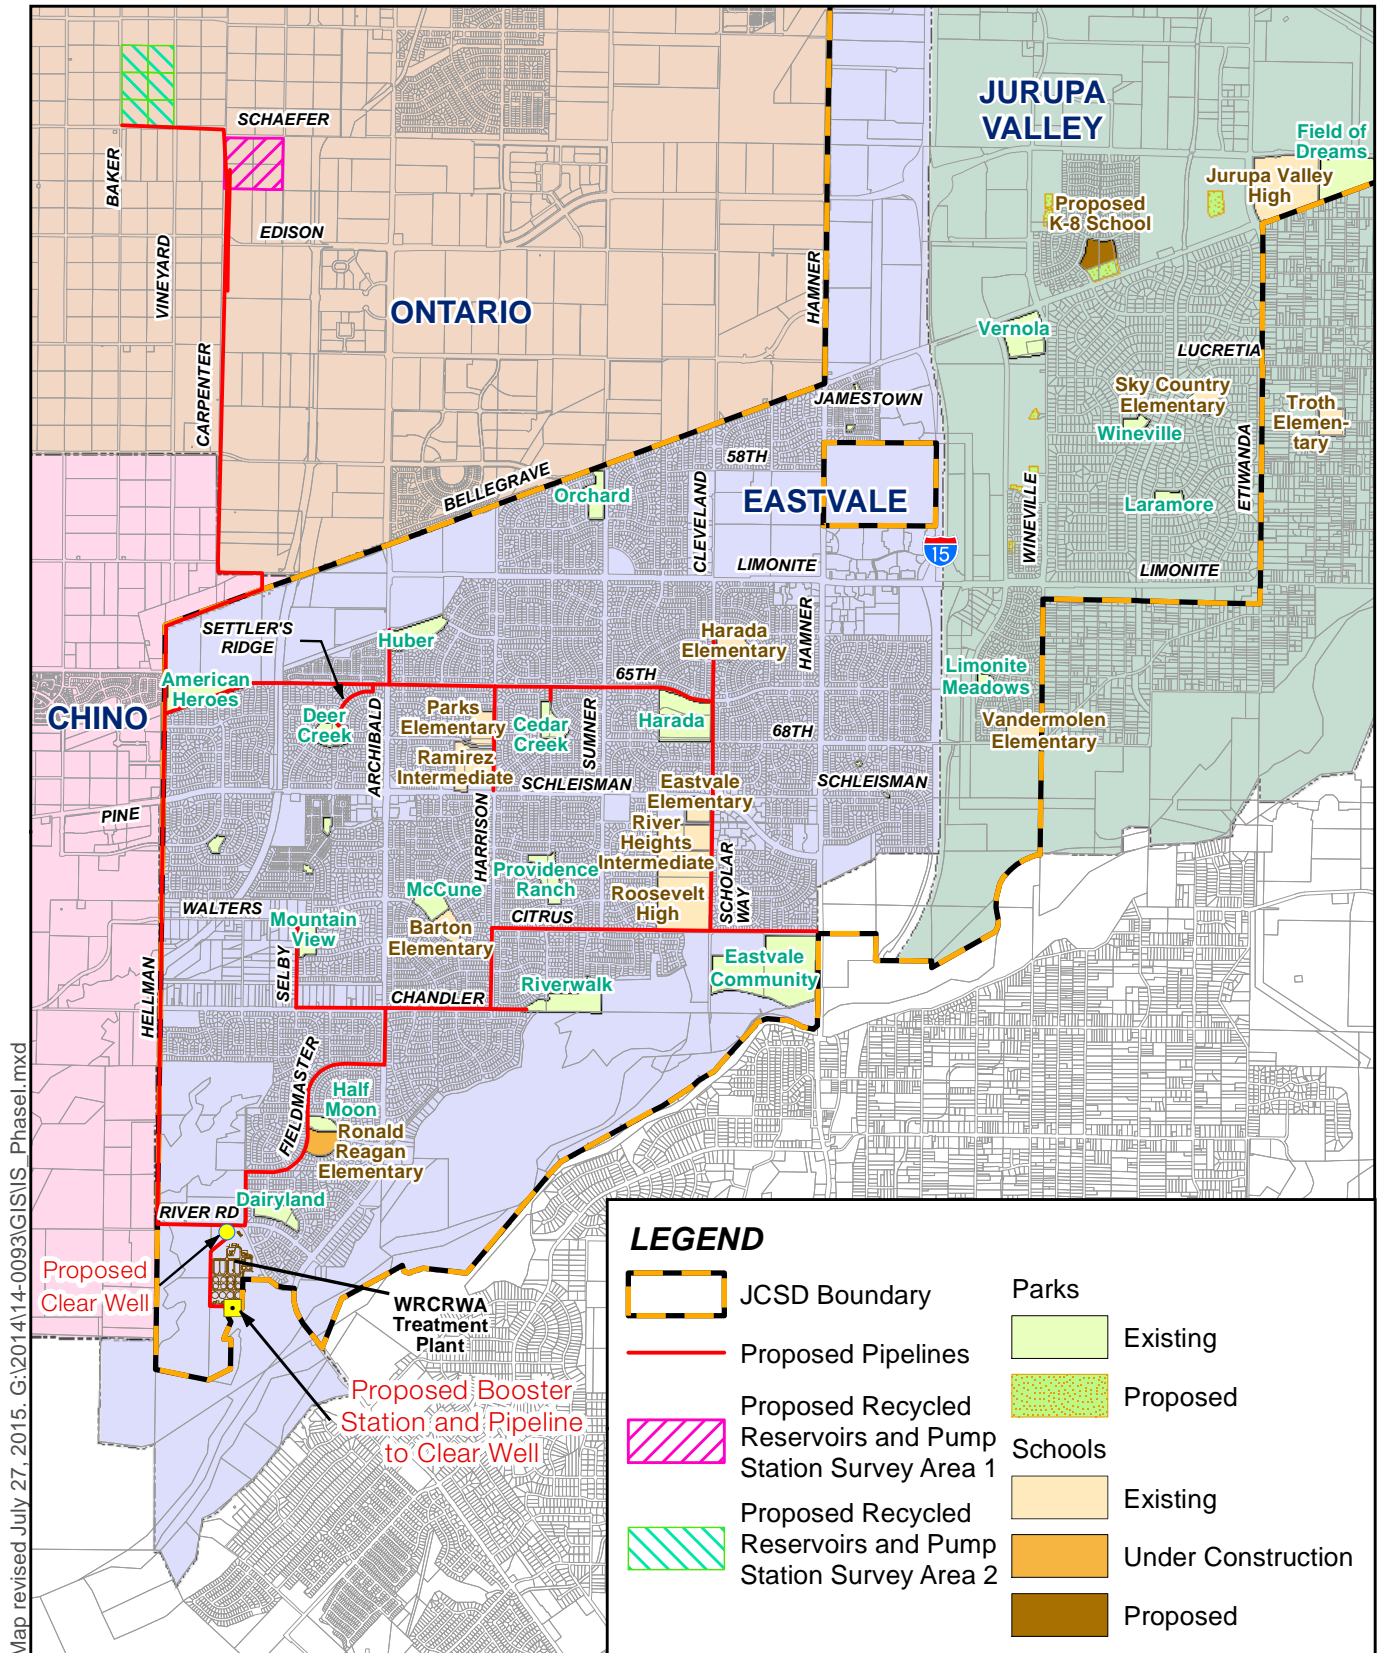 JURUPA
VALLEY
SCHAEFER
Field of
Dreams
BAKER
Jurupa Valley
High
Proposed
K-8 School
EDISON
VINEYARD
HAMNER
ONTARIO
Vernola
LUCRETIA
CARPENTER
Sky Country
Elementary
JAMESTOWN
Troth
Elemen-
tary
Wineville
ETIWANDA
58TH
BELLEGRAVE
Orchard
CLEVELAND
EASTVALE
WINEVILLE
Laramore
15
LIMONITE
LIMONITE
SETTLER'S
RIDGE
Huber
Harada
Elementary
HAMNER
65TH
Limonite
Meadows
American
Heroes
CHINO
Deer
Creek
ARCHIBALD
Parks
Elementary
Cedar
Creek
SUMNER
Harada
68TH
Vandermolen
Elementary
Ramirez
Intermediate
SCHLEISMAN
Eastvale
Elementary
SCHLEISMAN
PINE
HARRISON
River
Heights
Intermediate
SCHOLAR
WAY
Providence
Ranch
McCune
Roosevelt
High
WALTERS
Mountain
View
CITRUS
Barton
Elementary
SELBY
HELLMAN
Eastvale
Community
Riverwalk
CHANDLER
FIELDMASTER
Half
Moon
Ronald
Reagan
Elementary
Dairyland
RIVER RD
Proposed
Clear Well
WRCRWA
Treatment
Plant
Proposed Booster
Station and Pipeline
to Clear Well
LEGEND
JCSD Boundary
Proposed Pipelines
Proposed Recycled
Reservoirs and Pump
Station Survey Area 1
Proposed Recycled
Reservoirs and Pump
Station Survey Area 2
Parks
Existing
Proposed
Schools
Existing
Under Construction
Proposed
Map revised July 27, 2015. G:\2014\14-0093\GIS\IS_PhaseI.mxd